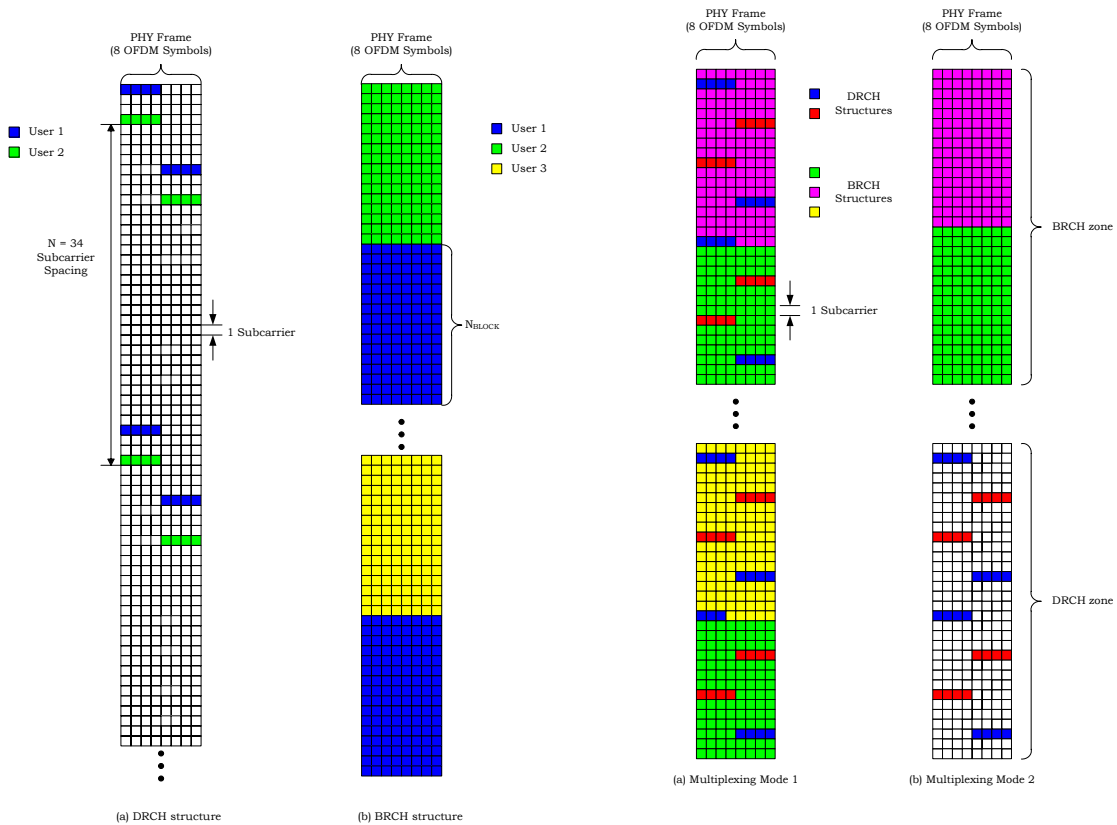 PHY Frame
(8 OFDM Symbols)
User 1
User 2
N = 34
Subcarrier
Spacing
1 Subcarrier
(a) DRCH structure
PHY Frame
(8 OFDM Symbols)
User 1
User 2
User 3
NBLOCK
(b) BRCH structure
PHY Frame
(8 OFDM Symbols)
DRCH
Structures
BRCH
Structures
1 Subcarrier
(a) Multiplexing Mode 1
PHY Frame
(8 OFDM Symbols)
BRCH zone
DRCH zone
(b) Multiplexing Mode 2